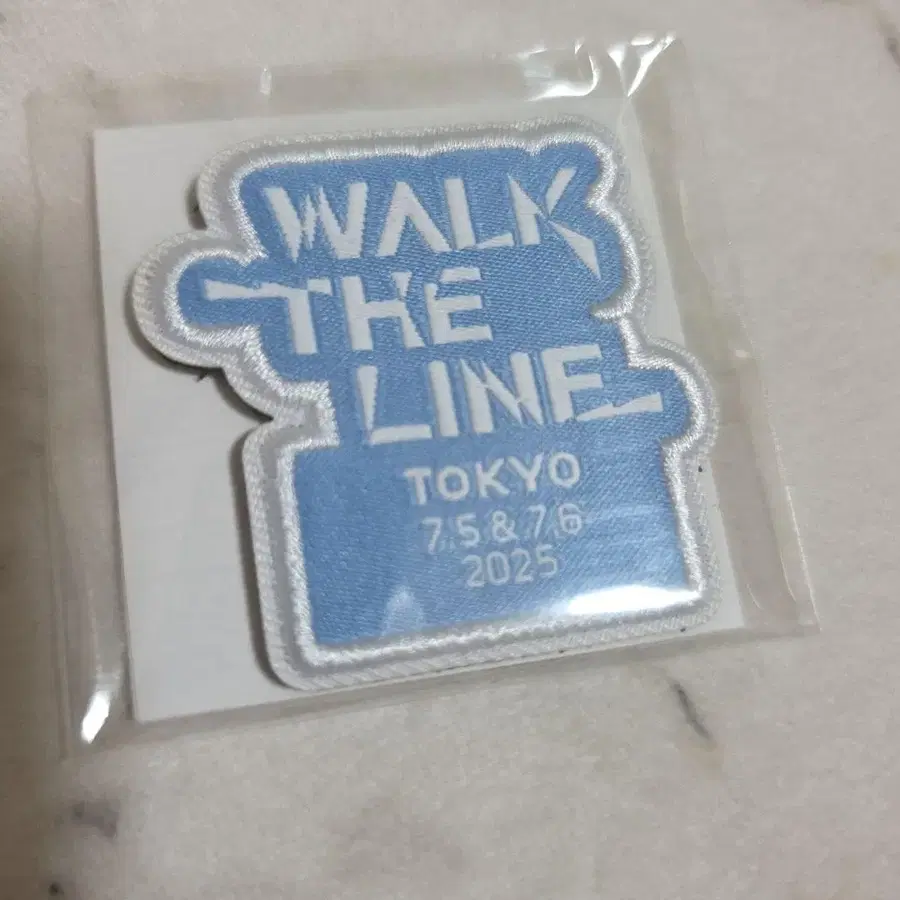 WALK
THE
LINE
TOKYO
7.5 & 7.6
2025